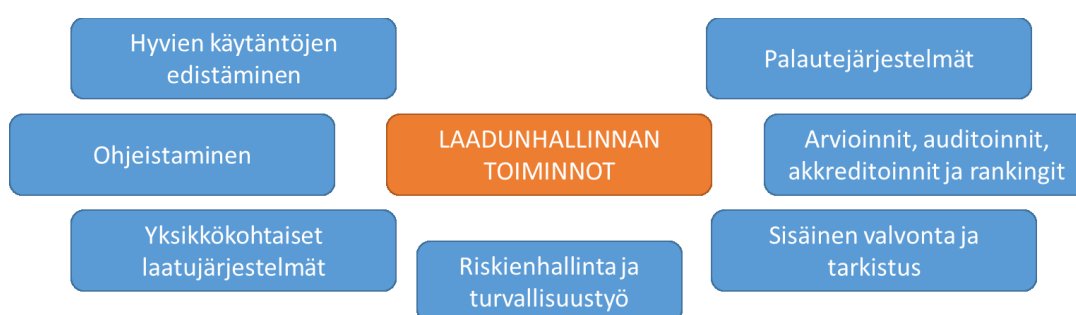 Hyvien käytäntöjen
edistäminen
Palautejärjestelmät
Ohjeistaminen
LAADUNHALLINNAN
TOIMINNOT
Arvioinnit, auditoinnit,
akkreditoinnit ja rankingit
Yksikkökohtaiset
laatujärjestelmät
Riskienhallinta ja
turvallisuustyö
Sisäinen valvonta ja
tarkistus